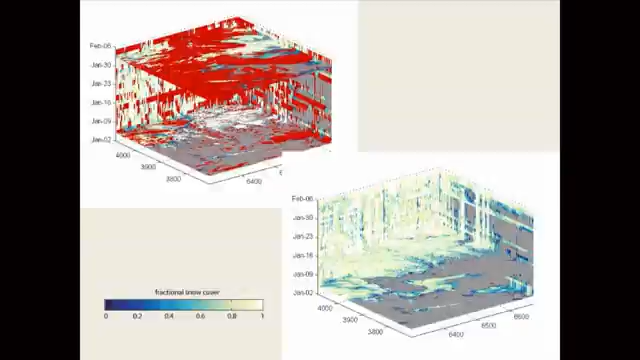 Feb-06
Jan-30
Jan-23
Jan-16
Jan-09
Jan-02
4000
3900
3800
6400
Feb-06
Jan-30
Jan-23
Jan-16
Jan-09
Jan-02
4000
3900
3800
6400
6500
6600
fractional snow cover
0 0.2 0.4 0.6 0.8 1